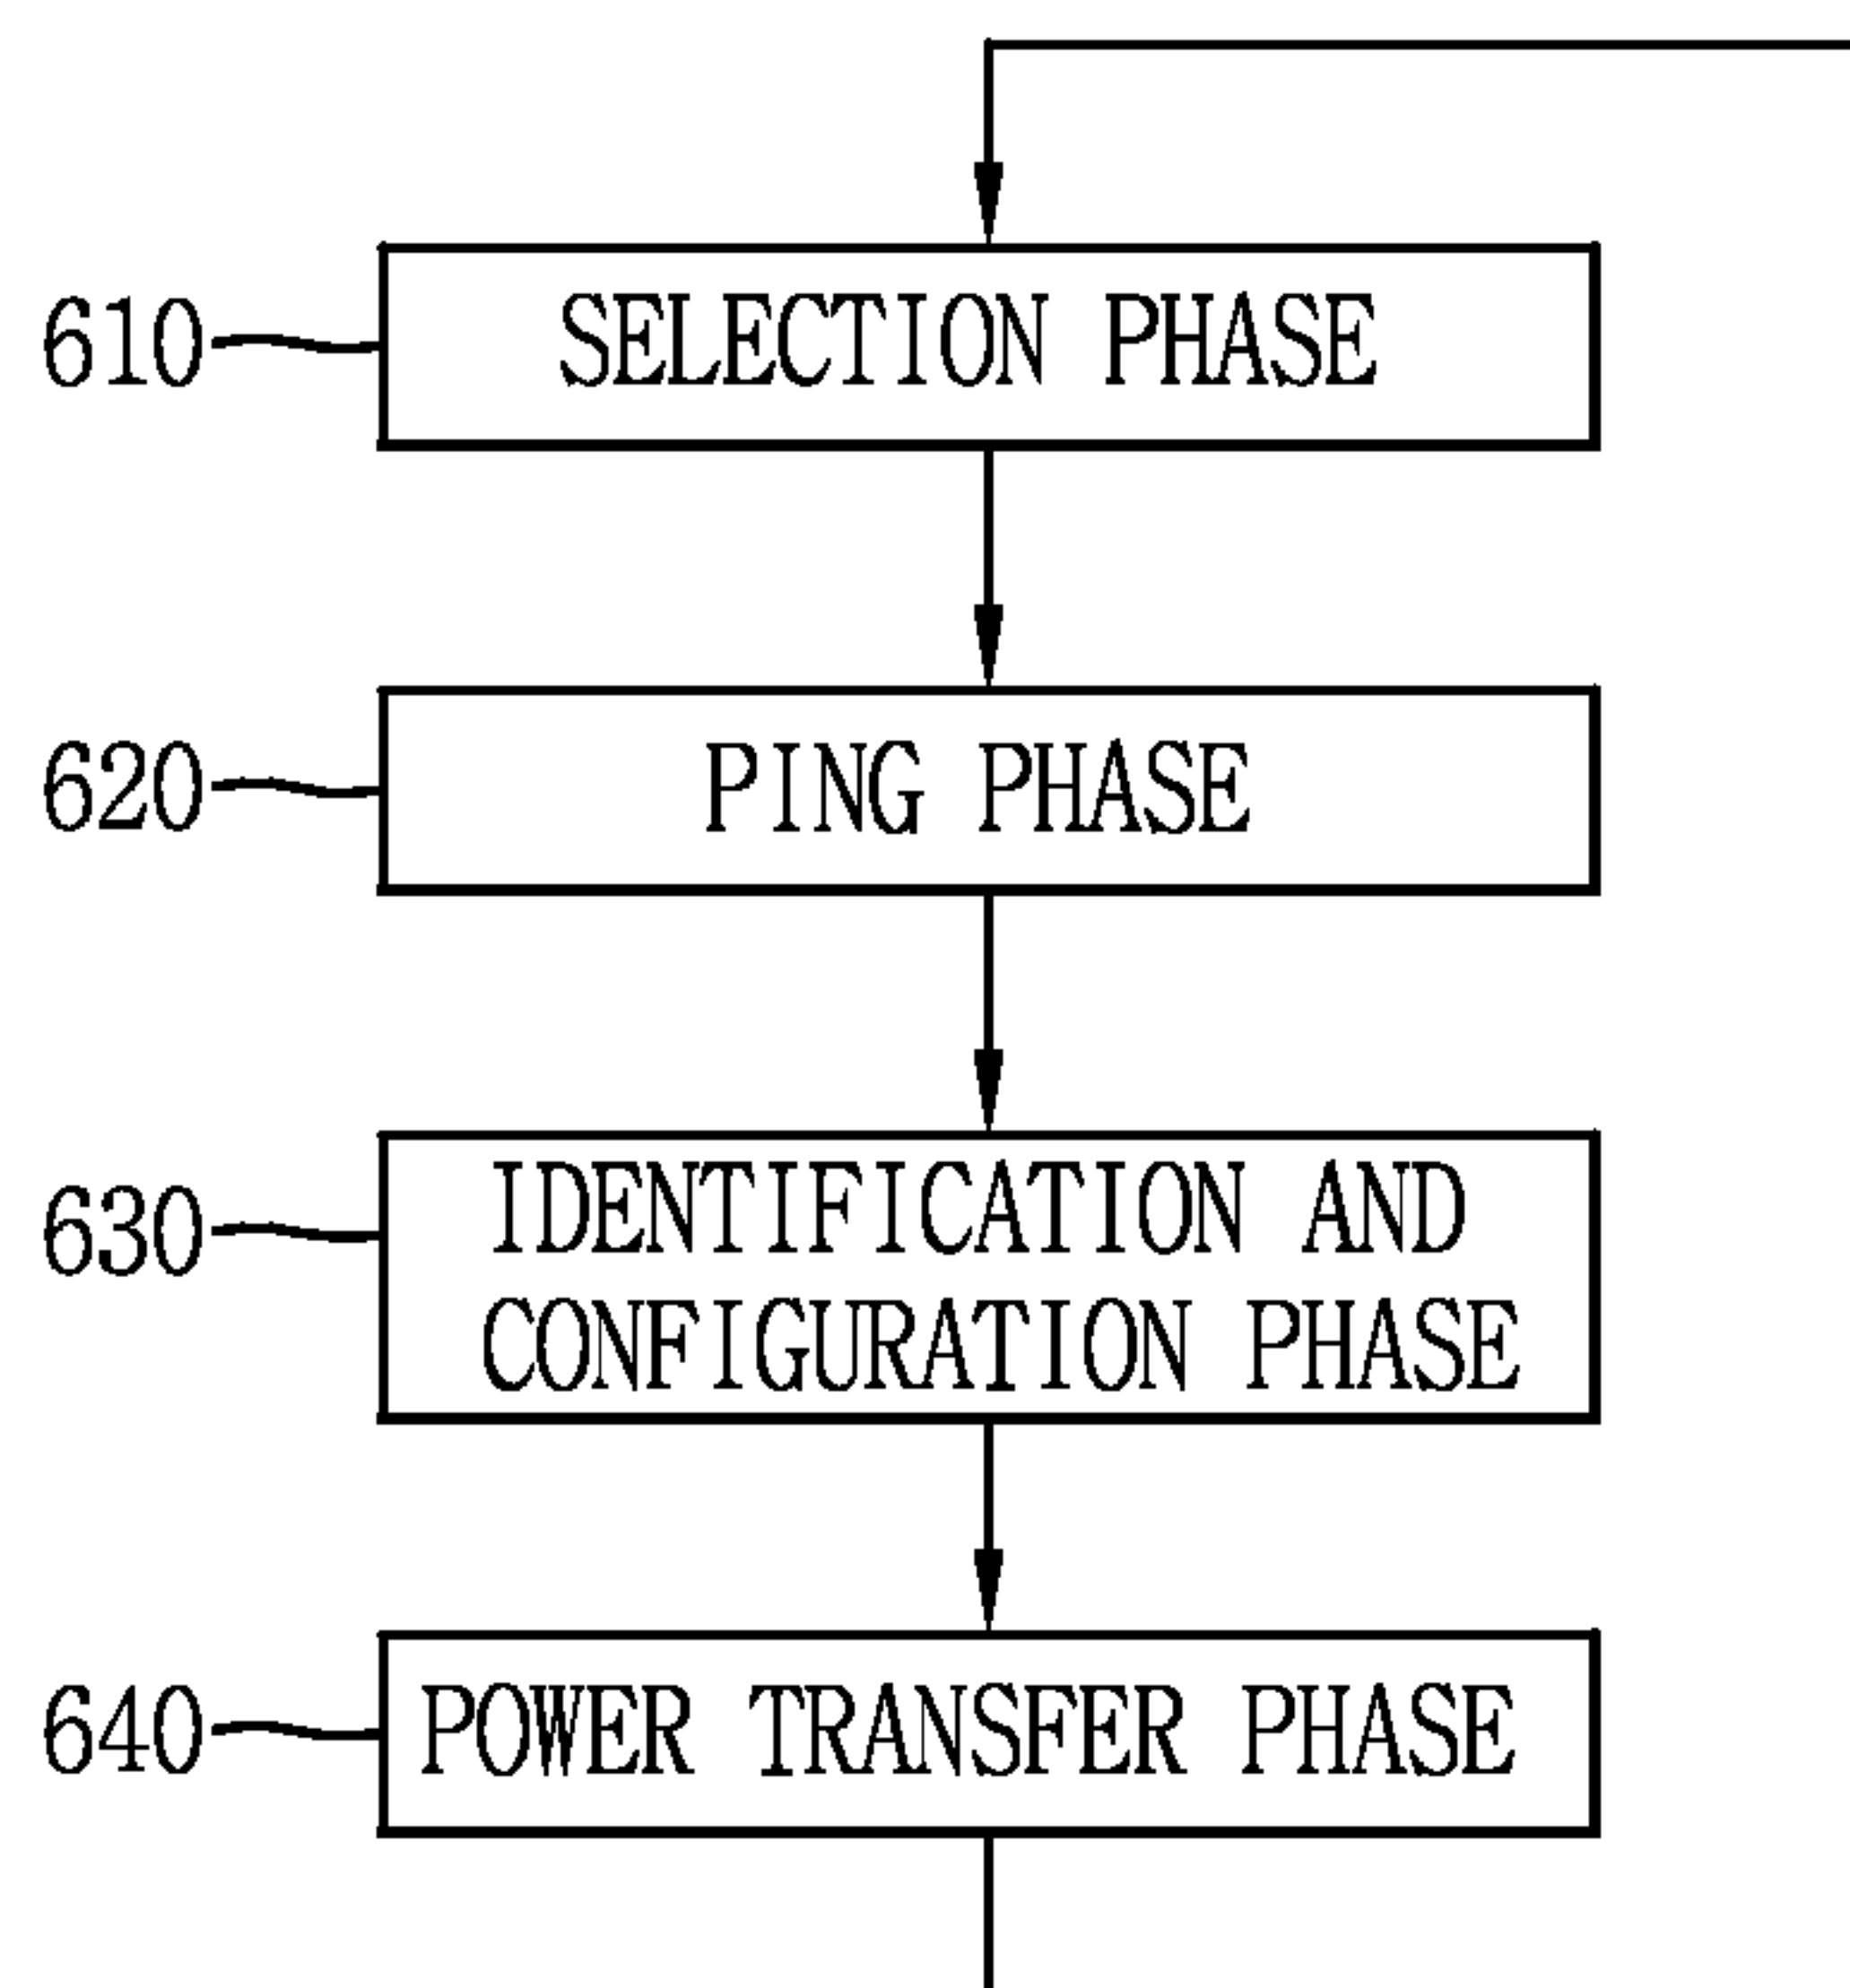 610
SELECTION PHASE
620
PING PHASE
630
IDENTIFICATION AND
CONFIGURATION PHASE
640
POWER TRANSFER PHASE